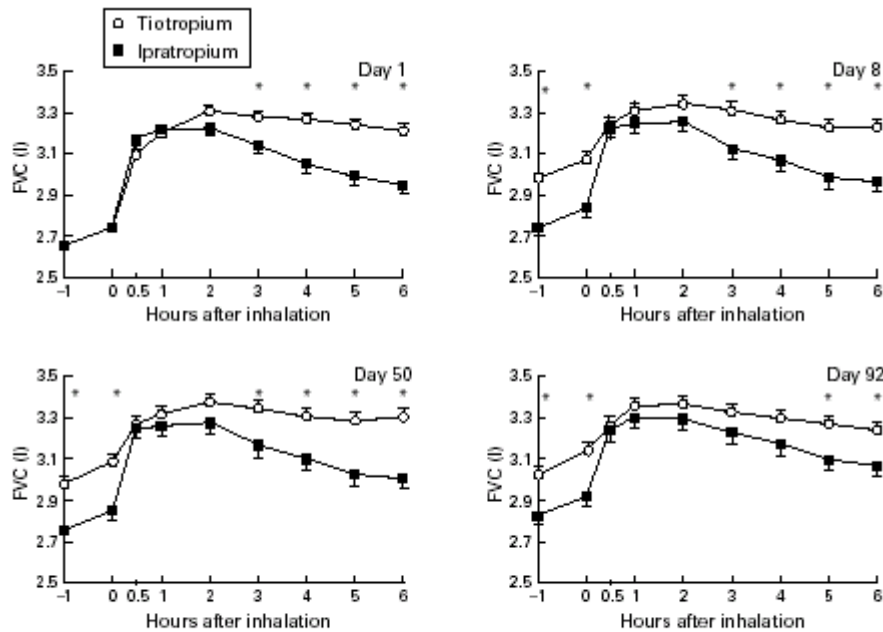 Tiotropium
Ipratropium
Day 1
* * * *
3.5
3.3
3.1
2.9
2.7
2.5
FVC (l)
–1 0 0.5 1 2 3 4 5 6
Hours after inhalation
Day 8
* * * * * *
3.5
3.3
3.1
2.9
2.7
2.5
FVC (l)
–1 0 0.5 1 2 3 4 5 6
Hours after inhalation
Day 50
* * * * * *
3.5
3.3
3.1
2.9
2.7
2.5
FVC (l)
–1 0 0.5 1 2 3 4 5 6
Hours after inhalation
Day 92
* * * *
3.5
3.3
3.1
2.9
2.7
2.5
FVC (l)
–1 0 0.5 1 2 3 4 5 6
Hours after inhalation